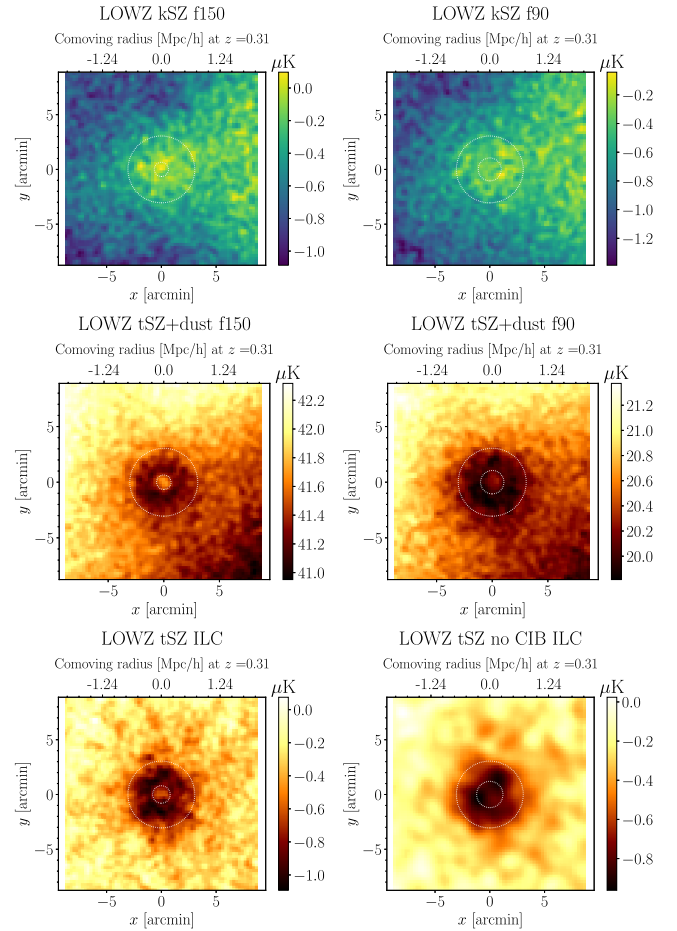 LOWZ kSZ f150
Comoving radius [Mpc/h] at z =0.31
-1.24 0.0 1.24
μK
5
0
−5
y [arcmin]
−5 0 5
x [arcmin]
0.0
−0.2
−0.4
−0.6
−0.8
−1.0
LOWZ kSZ f90
Comoving radius [Mpc/h] at z =0.31
-1.24 0.0 1.24
μK
5
0
−5
y [arcmin]
−5 0 5
x [arcmin]
−0.2
−0.4
−0.6
−0.8
−1.0
−1.2
LOWZ tSZ+dust f150
Comoving radius [Mpc/h] at z =0.31
-1.24 0.0 1.24
μK
5
0
−5
y [arcmin]
−5 0 5
x [arcmin]
42.2
42.0
41.8
41.6
41.4
41.2
41.0
LOWZ tSZ+dust f90
Comoving radius [Mpc/h] at z =0.31
-1.24 0.0 1.24
μK
5
0
−5
y [arcmin]
−5 0 5
x [arcmin]
21.2
21.0
20.8
20.6
20.4
20.2
20.0
LOWZ tSZ ILC
Comoving radius [Mpc/h] at z =0.31
-1.24 0.0 1.24
μK
5
0
−5
y [arcmin]
−5 0 5
x [arcmin]
0.0
−0.2
−0.4
−0.6
−0.8
−1.0
LOWZ tSZ no CIB ILC
Comoving radius [Mpc/h] at z =0.31
-1.24 0.0 1.24
μK
5
0
−5
y [arcmin]
−5 0 5
x [arcmin]
0.0
−0.2
−0.4
−0.6
−0.8